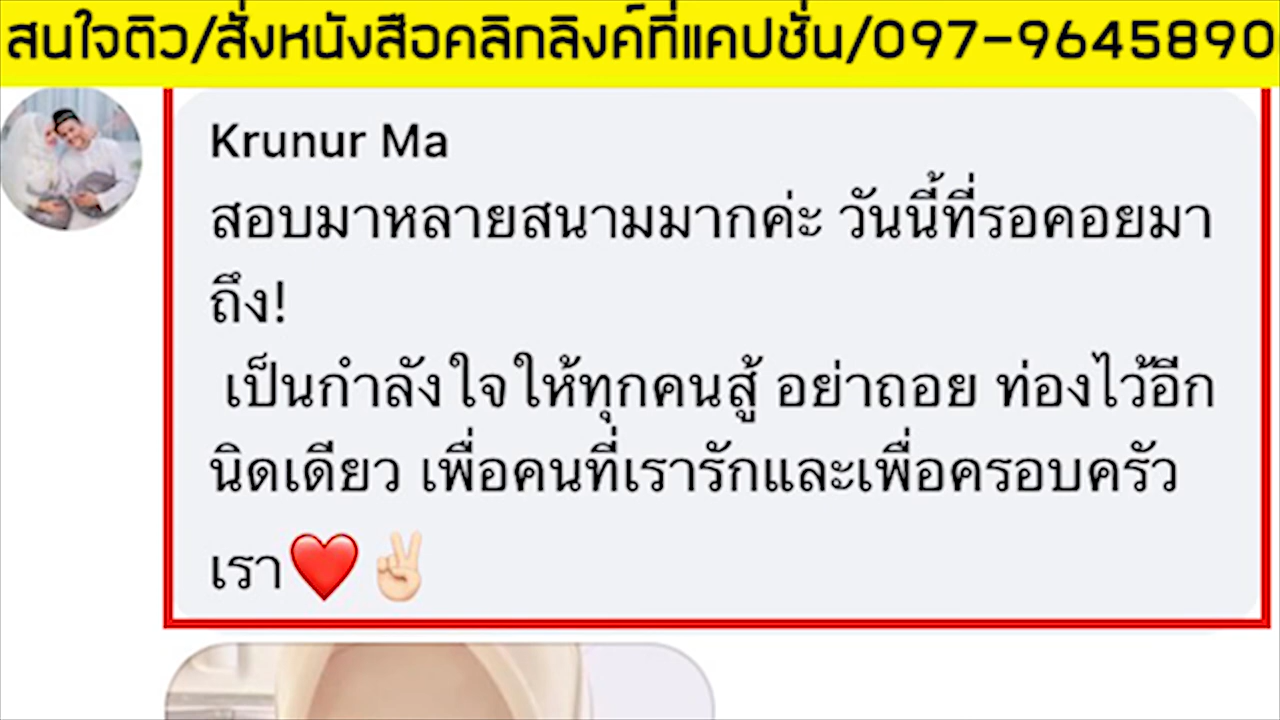 สนใจติว/สั่งหนังสือคลิกลิงค์ที่แคปชั่น/097-9645890
Krunur Ma
สอบมาหลายสนามมากค่ะ วันนี้ที่รอคอยมา
ถึง!
เป็นกำลังใจให้ทุกคนสู้ อย่าถอย ท่องไว้อีก
นิดเดียว เพื่อคนที่เรารักและเพื่อครอบครัว
เรา❤️✌🏻